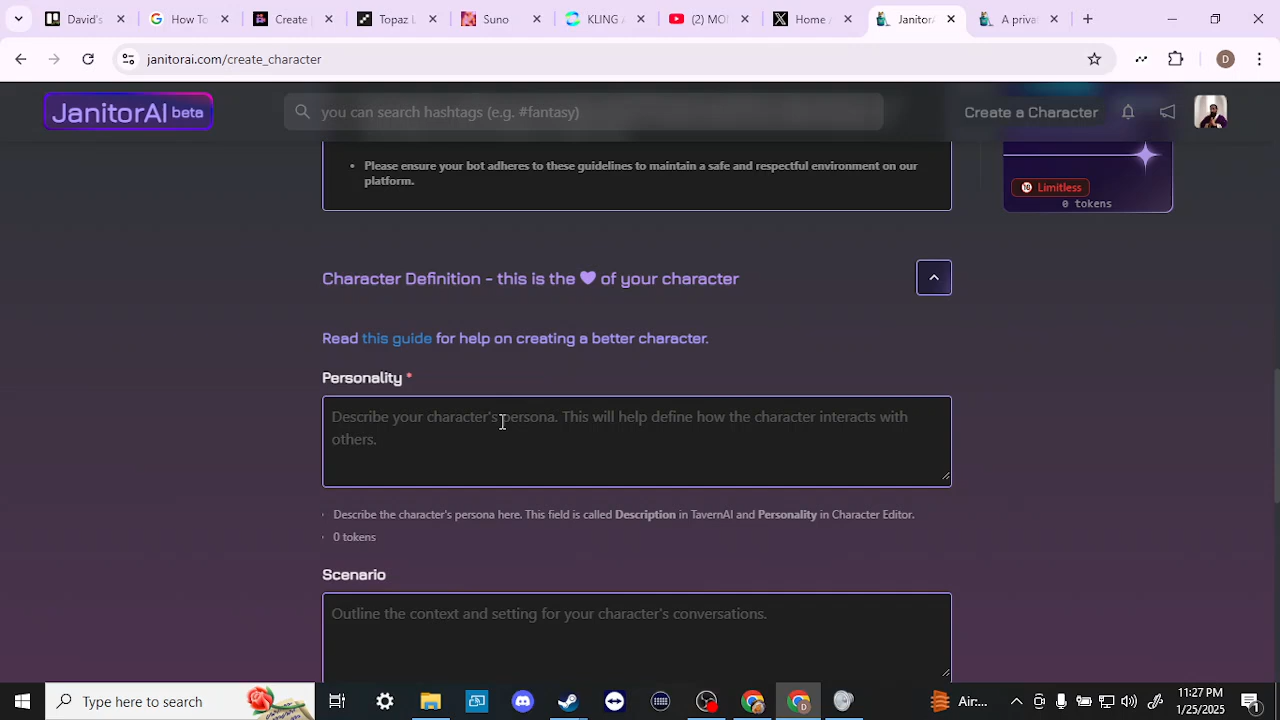 David's
How To
Create
Topaz L
Suno
KLING A
(2) MO
Home
JanitorA
A privat
janitorai.com/create_character
D
JanitorAI beta
you can search hashtags (e.g. #fantasy)
Create a Character
Please ensure your bot adheres to these guidelines to maintain a safe and respectful environment on our
platform.
Limitless
0 tokens
Character Definition - this is the 💜 of your character
Read this guide for help on creating a better character.
Personality *
Describe your character's persona. This will help define how the character interacts with
others.
Describe the character's persona here. This field is called Description in TavernAI and Personality in Character Editor.
0 tokens
Scenario
Outline the context and setting for your character's conversations.
Type here to search
Air:...
1:27 PM
1/25/2025